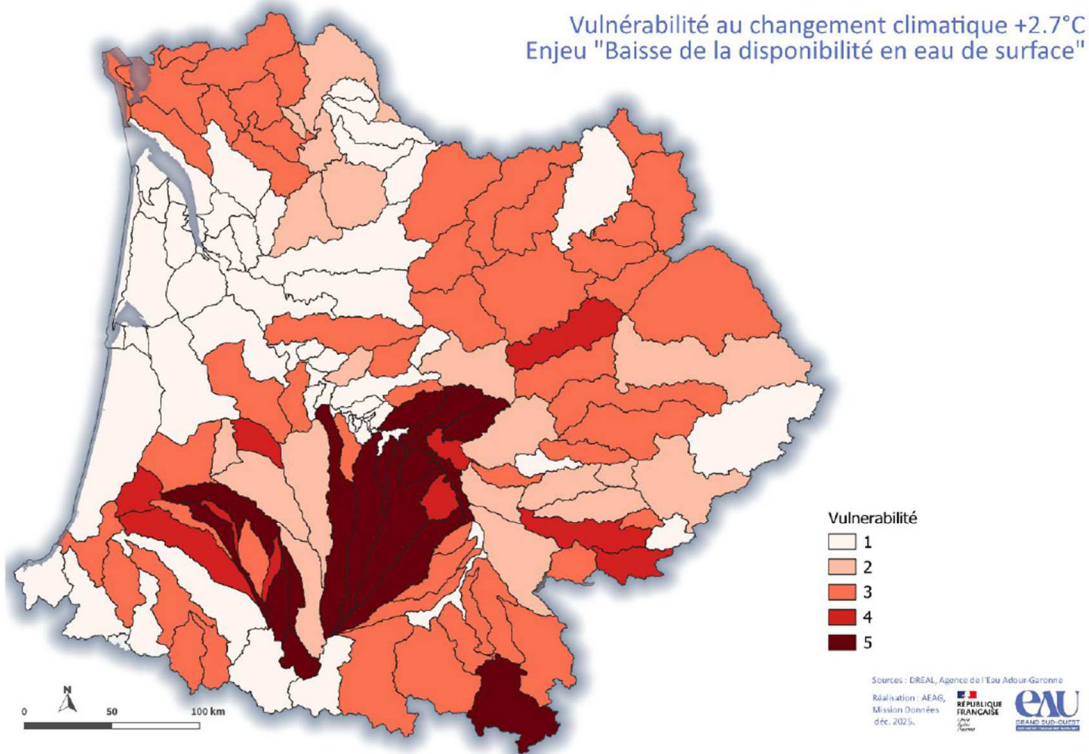 Vulnérabilité au changement climatique +2.7°C
Enjeu "Baisse de la disponibilité en eau de surface"
Vulnerabilité
1
2
3
4
5
N
0 50 100 km
Sources : DREAL, Agence de l'Eau Adour-Garonne
Réalisation : AEAG,
Mission Données
déc. 2025.
RÉPUBLIQUE
FRANÇAISE
eau
GRAND SUD-OUEST